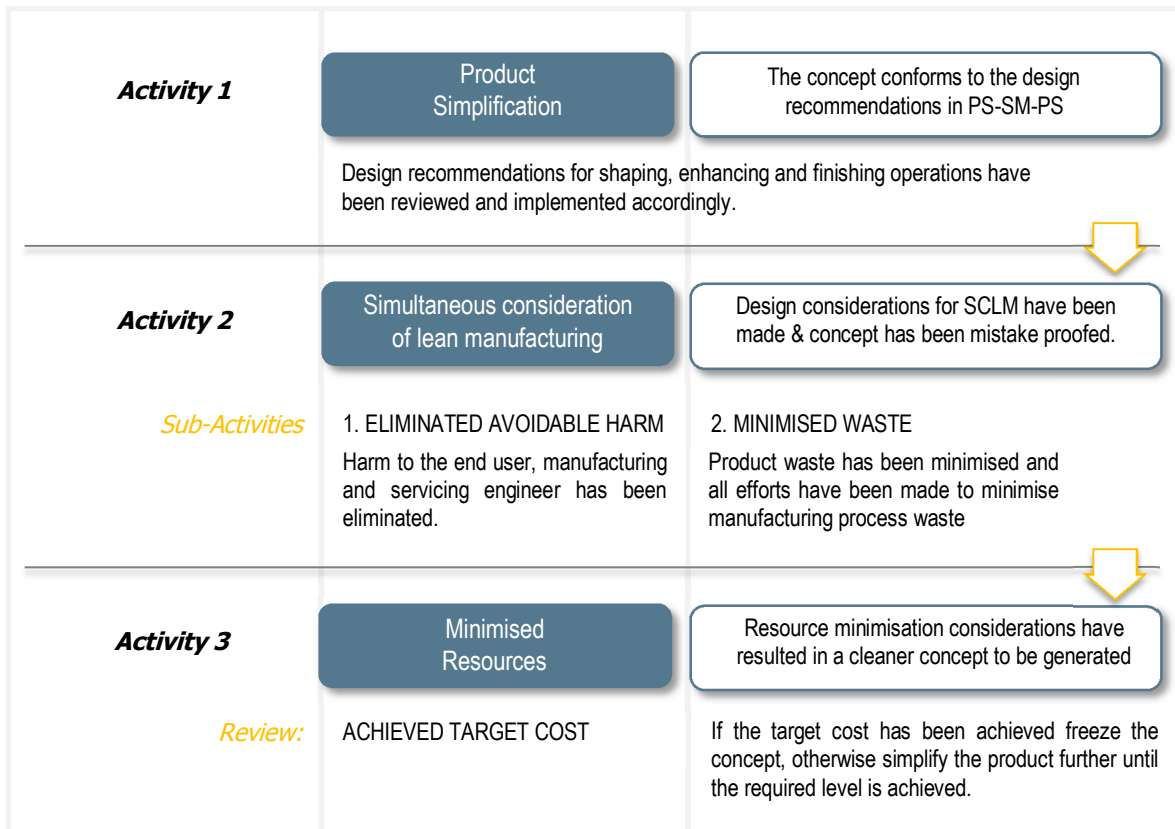 Activity 1
Product
Simplification
The concept conforms to the design
recommendations in PS-SM-PS
Design recommendations for shaping, enhancing and finishing operations have
been reviewed and implemented accordingly.
Activity 2
Simultaneous consideration
of lean manufacturing
Design considerations for SCLM have been
made & concept has been mistake proofed.
Sub-Activities
1. ELIMINATED AVOIDABLE HARM
Harm to the end user, manufacturing
and servicing engineer has been
eliminated.
2. MINIMISED WASTE
Product waste has been minimised and
all efforts have been made to minimise
manufacturing process waste
Activity 3
Minimised
Resources
Resource minimisation considerations have
resulted in a cleaner concept to be generated
Review:
ACHIEVED TARGET COST
If the target cost has been achieved freeze the
concept, otherwise simplify the product further until
the required level is achieved.